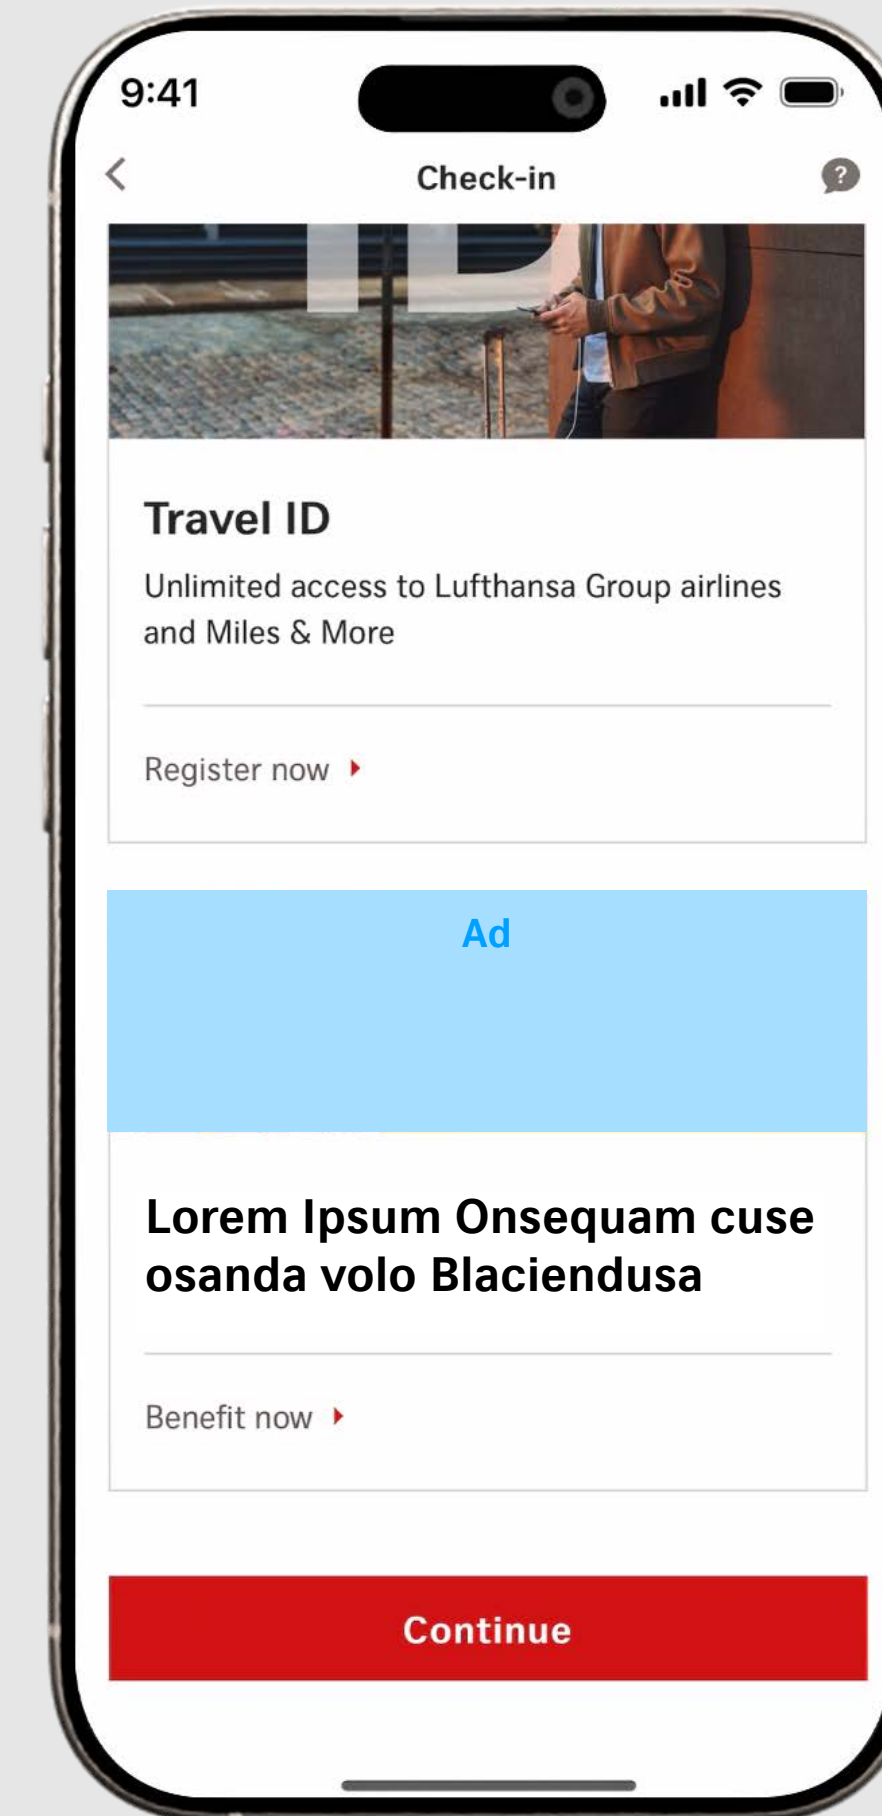 9:41
Check-in
?
ID
Travel ID
Unlimited access to Lufthansa Group airlines
and Miles & More
Register now
Ad
Lorem Ipsum Onsequam cuse
osanda volo Blaciendusa
Benefit now
Continue